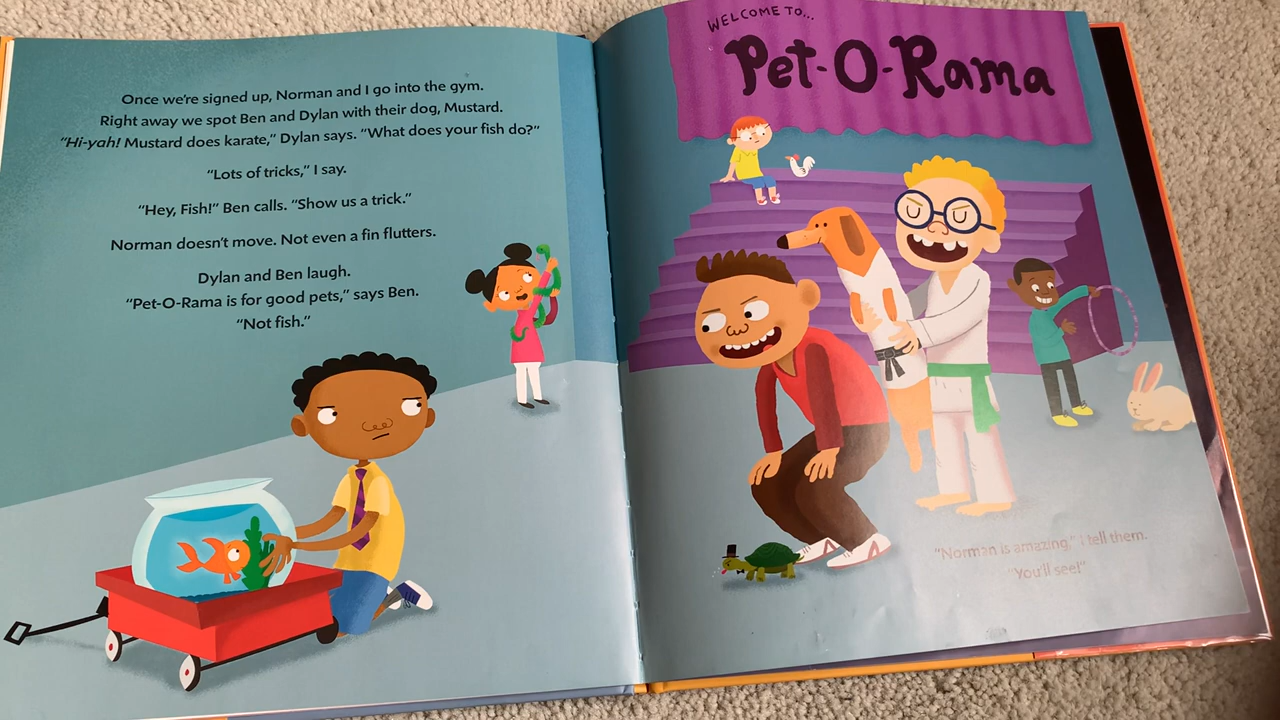 Once we're signed up, Norman and I go into the gym.
Right away we spot Ben and Dylan with their dog, Mustard.
"Hi-yah! Mustard does karate," Dylan says. "What does your fish do?"
"Lots of tricks," I say.
"Hey, Fish!" Ben calls. "Show us a trick."
Norman doesn't move. Not even a fin flutters.
Dylan and Ben laugh.
"Pet-O-Rama is for good pets," says Ben.
"Not fish."
WELCOME TO...
Pet-O-Rama
"Norman is amazing," I tell them.
"You'll see!"